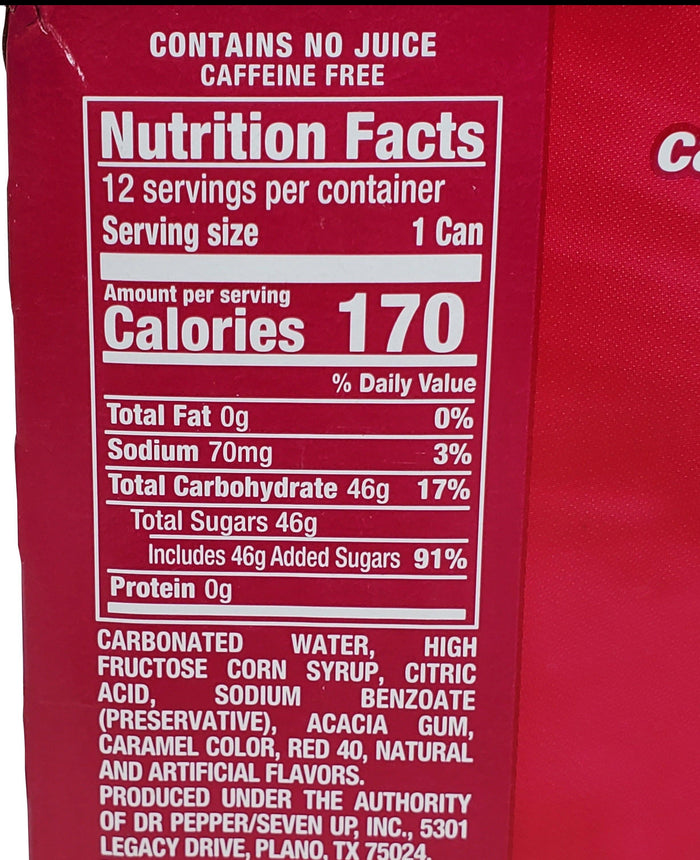 CONTAINS NO JUICE
CAFFEINE FREE
Nutrition Facts
12 servings per container
Serving size 1 Can
Amount per serving
Calories 170
% Daily Value
Total Fat 0g 0%
Sodium 70mg 3%
Total Carbohydrate 46g 17%
Total Sugars 46g
Includes 46g Added Sugars 91%
Protein 0g
CARBONATED WATER, HIGH
FRUCTOSE CORN SYRUP, CITRIC
ACID, SODIUM BENZOATE
(PRESERVATIVE), ACACIA GUM,
CARAMEL COLOR, RED 40, NATURAL
AND ARTIFICIAL FLAVORS.
PRODUCED UNDER THE AUTHORITY
OF DR PEPPER/SEVEN UP, INC., 5301
LEGACY DRIVE, PLANO, TX 75024.